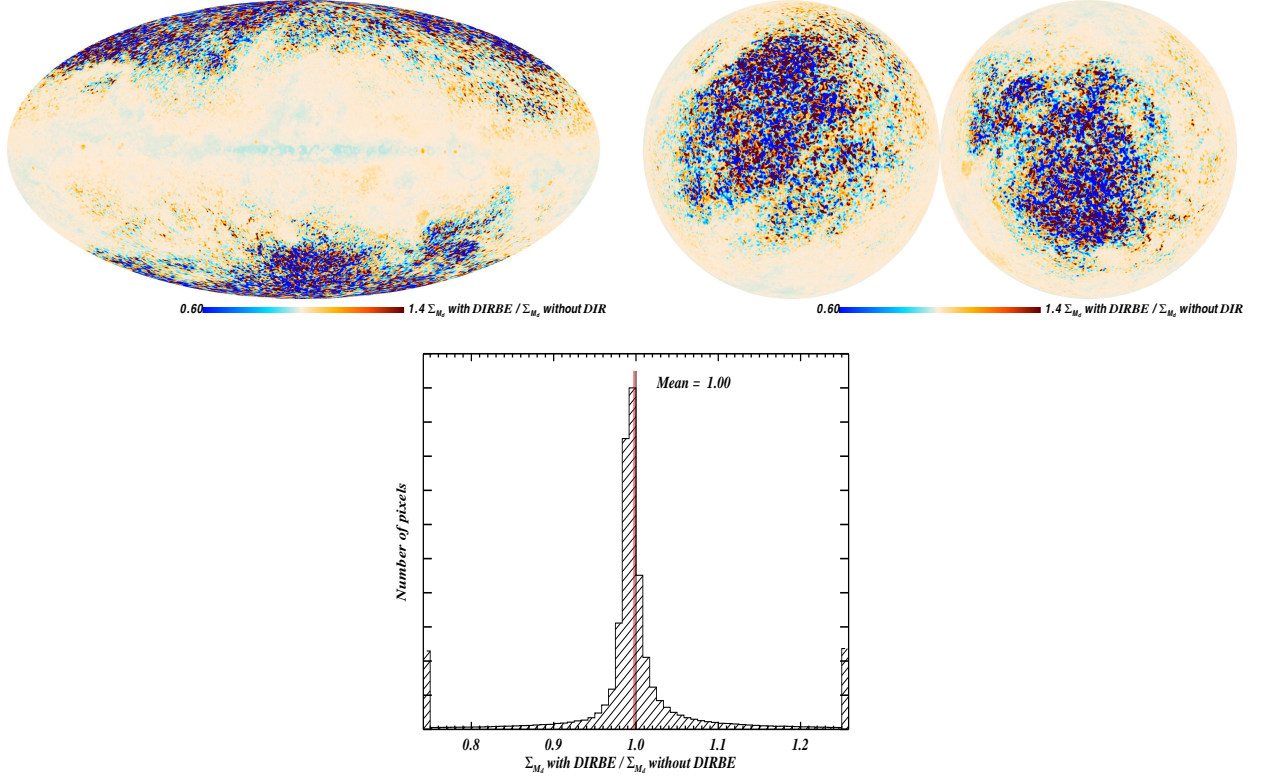 0.60 1.4 Σ_{M_d} with DIRBE / Σ_{M_d} without DIR
0.60 1.4 Σ_{M_d} with DIRBE / Σ_{M_d} without DIR
Mean = 1.00
Number of pixels
0.8 0.9 1.0 1.1 1.2
Σ_{M_d} with DIRBE / Σ_{M_d} without DIRBE